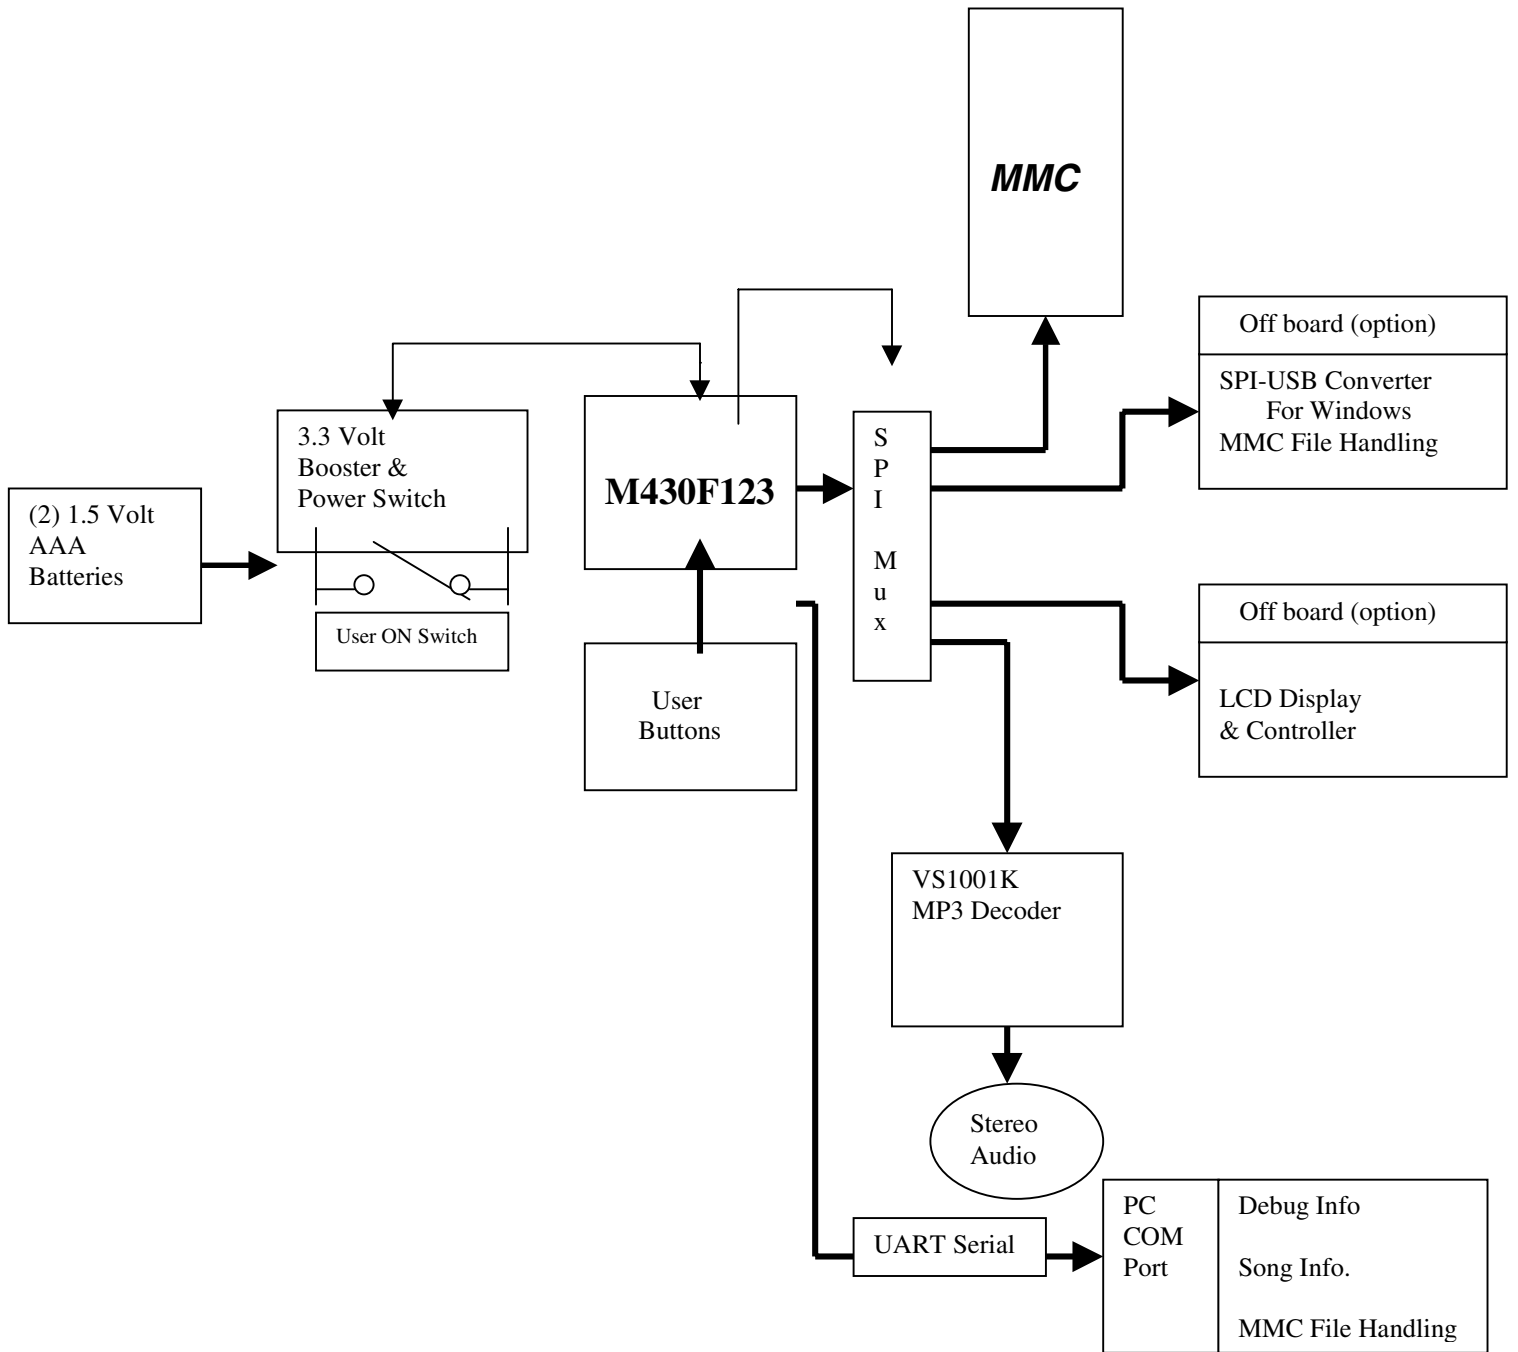 MMC
Off board (option)
SPI-USB Converter
For Windows
MMC File Handling
3.3 Volt
Booster &
Power Switch
(2) 1.5 Volt
AAA
Batteries
User ON Switch
M430F123
User
Buttons
S
P
I
M
u
x
Off board (option)
LCD Display
& Controller
VS1001K
MP3 Decoder
Stereo
Audio
UART Serial
PC
COM
Port
Debug Info
Song Info.
MMC File Handling